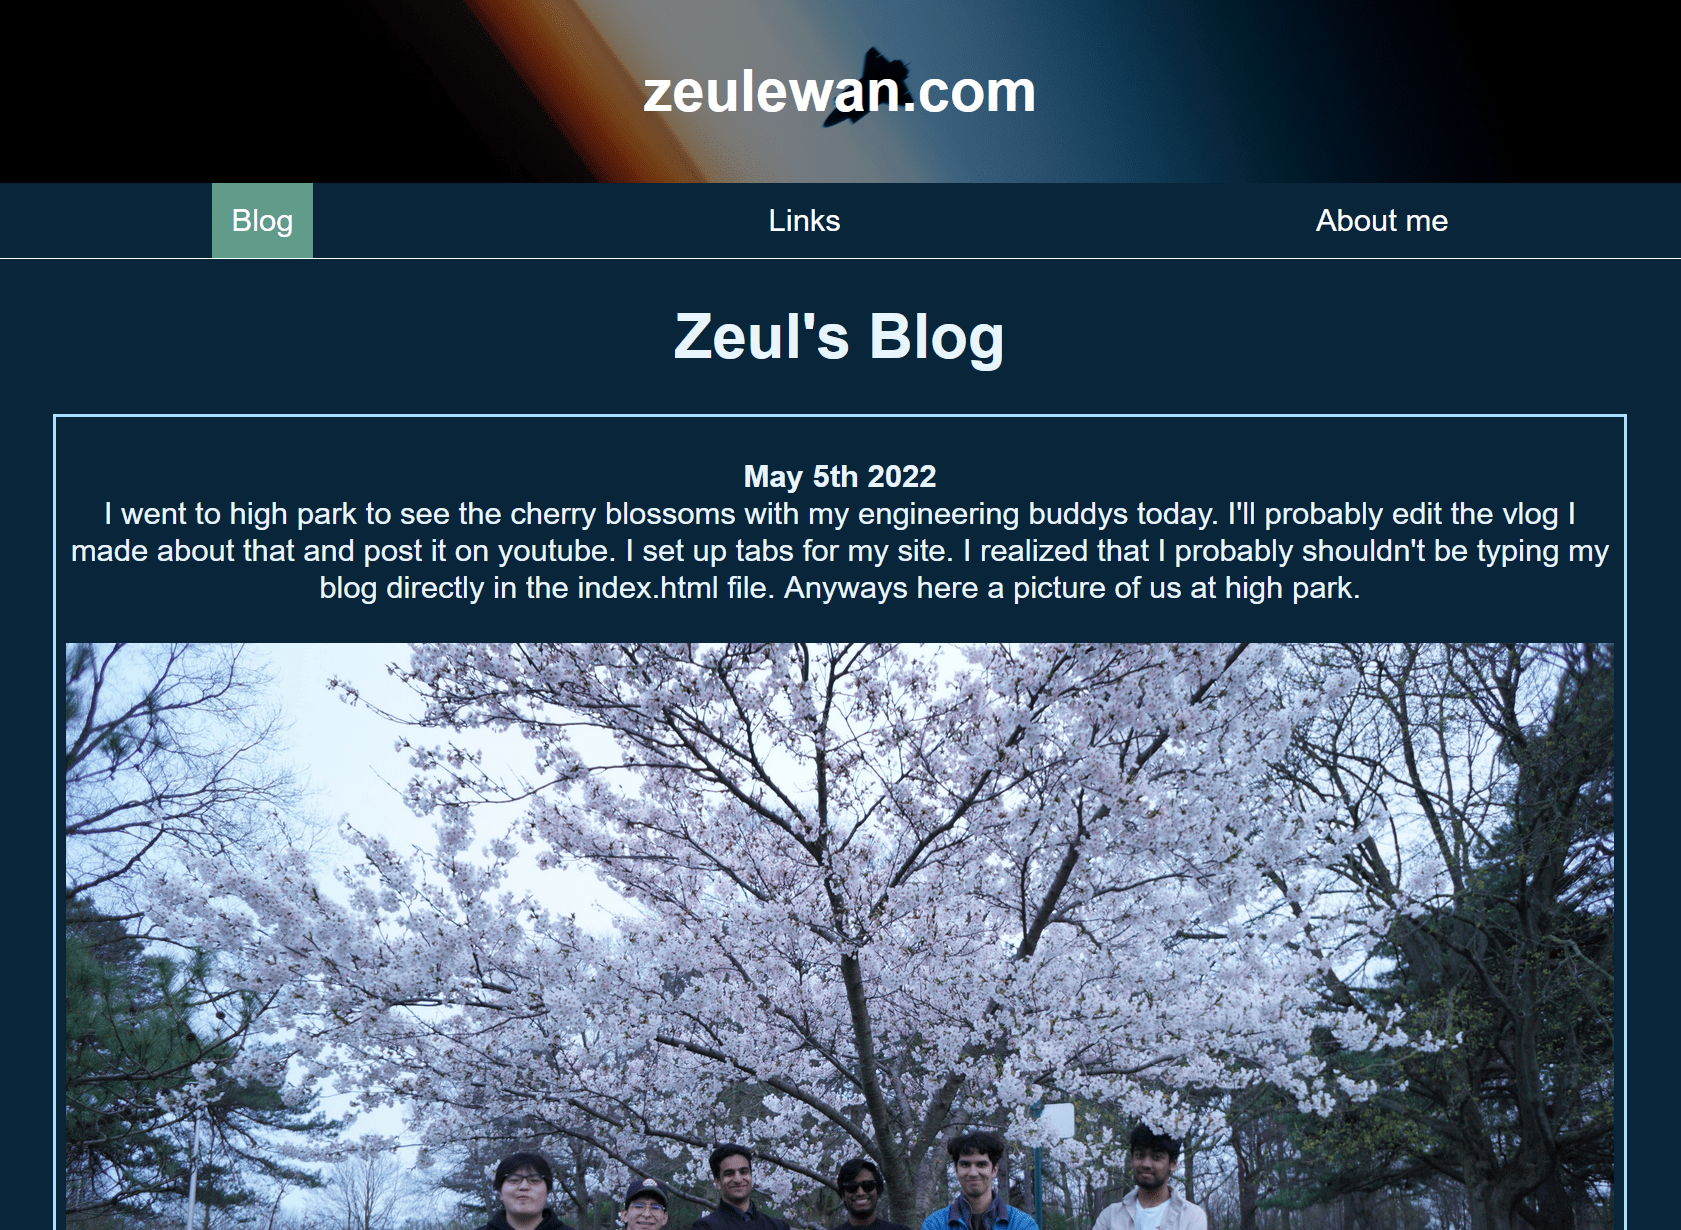 zeulewan.com
Blog
Links
About me
Zeul's Blog
May 5th 2022
I went to high park to see the cherry blossoms with my engineering buddys today. I'll probably edit the vlog I
made about that and post it on youtube. I set up tabs for my site. I realized that I probably shouldn't be typing my
blog directly in the index.html file. Anyways here a picture of us at high park.